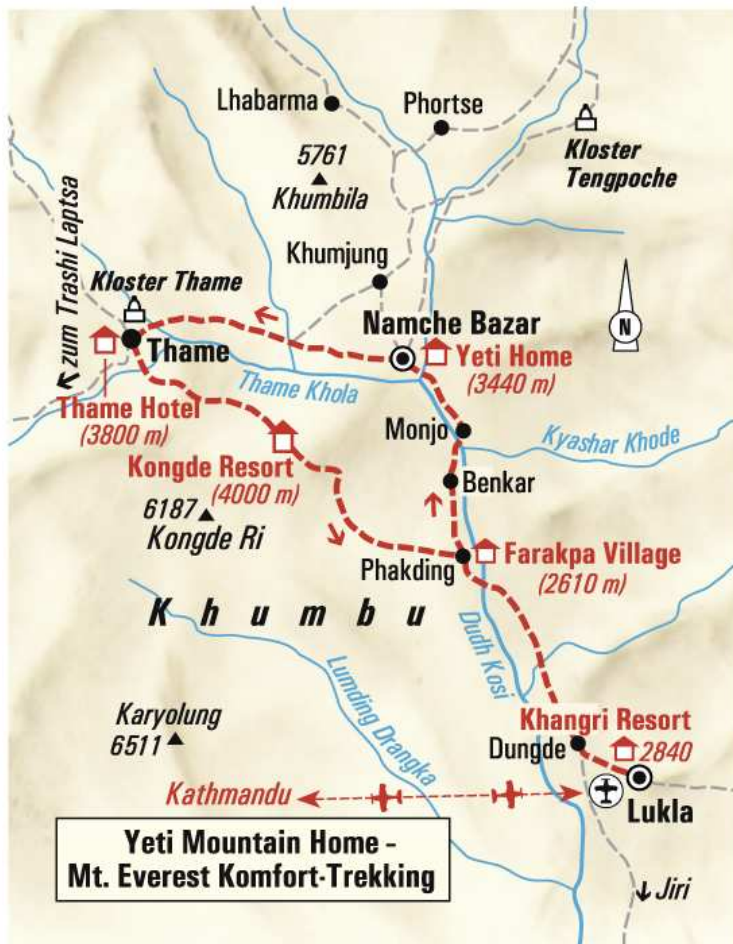 Lhabarma
Phortse
5761
Khumbila
Kloster
Tengpoche
Khumjung
zum Trashi Laptsa
Kloster Thame
Thame
Namche Bazar
N
Yeti Home
(3440 m)
Thame Khola
Thame Hotel
(3800 m)
Monjo
Kyashar Khode
Kongde Resort
(4000 m)
Benkar
6187
Kongde Ri
Farakpa Village
(2610 m)
Phakding
Khumbu
Dudh Kosi
Lumding Drangka
Karyolung
6511
Khangri Resort
2840
Dungde
Kathmandu
Lukla
Yeti Mountain Home -
Mt. Everest Komfort-Trekking
Jiri